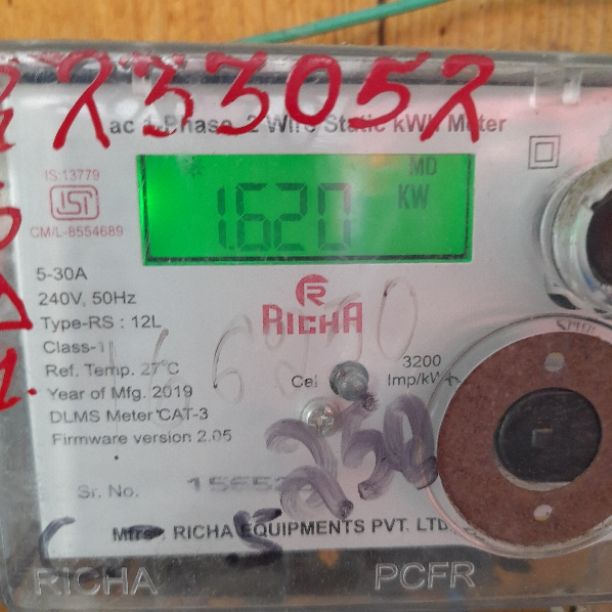 233052
ac 1-Phase 2 Wire Static kWh Meter
IS:13779
ISI
CM/L-8554689
MD
KW
1.620
5-30A
240V, 50Hz
Type-RS : 12L
Class-1
Ref. Temp. 27°C
Year of Mfg. 2019
DLMS Meter CAT-3
Firmware version 2.05
R
RICHA
Cal
3200
Imp/kWh
Sr. No.
Mfrs. RICHA EQUIPMENTS PVT. LTD
C - 5
RICHA
PCFR